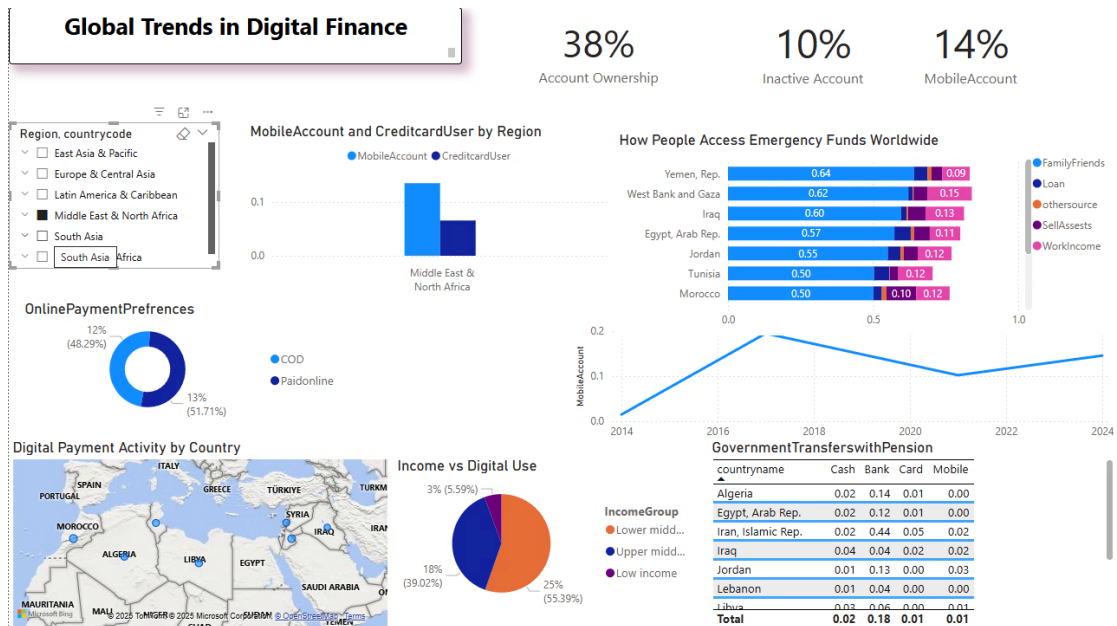 Global Trends in Digital Finance
38%
Account Ownership
10%
Inactive Account
14%
MobileAccount
Region, countrycode
East Asia & Pacific
Europe & Central Asia
Latin America & Caribbean
Middle East & North Africa
South Asia
South Asia Africa
MobileAccount and CreditcardUser by Region
MobileAccount CreditcardUser
0.1
0.0
Middle East &
North Africa
How People Access Emergency Funds Worldwide
Yemen, Rep. 0.64 0.09
West Bank and Gaza 0.62 0.15
Iraq 0.60 0.13
Egypt, Arab Rep. 0.57 0.11
Jordan 0.55 0.12
Tunisia 0.50 0.12
Morocco 0.50 0.10 0.12
0.0 0.5 1.0
FamilyFriends
Loan
othersource
SellAssests
WorkIncome
OnlinePaymentPrefrences
12%
(48.29%)
13%
(51.71%)
COD
Paidonline
MobileAccount
0.2
0.1
0.0
2014 2016 2018 2020 2022 2024
Digital Payment Activity by Country
ITALY
SPAIN
PORTUGAL
GREECE
TÜRKIYE
TURKM
SYRIA
MOROCCO
IRAQ
IRAN
ALGERIA
LIBYA
EGYPT
SAUDI ARABIA
MAURITANIA
MALI
NIGER
SUDAN
YEMEN
Microsoft Bing
© 2025 TomTom, © 2025 Microsoft Corporation, © OpenStreetMap Terms
Income vs Digital Use
3% (5.59%)
18%
(39.02%)
25%
(55.39%)
IncomeGroup
Lower midd...
Upper midd...
Low income
GovernmentTransferswithPension
countryname Cash Bank Card Mobile
Algeria 0.02 0.14 0.01 0.00
Egypt, Arab Rep. 0.02 0.12 0.01 0.00
Iran, Islamic Rep. 0.02 0.44 0.05 0.02
Iraq 0.04 0.04 0.02 0.02
Jordan 0.01 0.13 0.00 0.03
Lebanon 0.01 0.04 0.00 0.00
Libya 0.03 0.06 0.00 0.01
Total 0.02 0.18 0.01 0.01